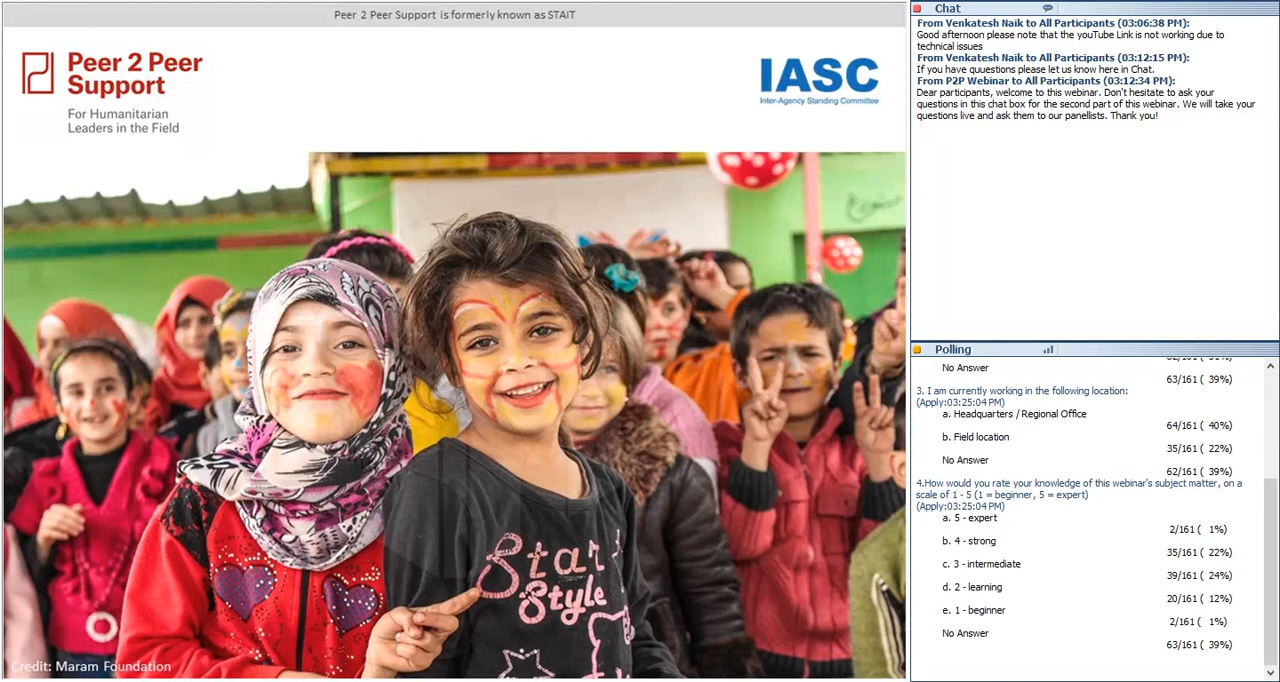 Peer 2 Peer Support is formerly known as STAIT
Peer 2 Peer
Support
For Humanitarian
Leaders in the Field
IASC
Inter-Agency Standing Committee
Star
Style
Credit: Maram Foundation
Chat
From Venkatesh Naik to All Participants (03:06:38 PM):
Good afternoon please note that the youTube Link is not working due to
technical issues
From Venkatesh Naik to All Participants (03:12:15 PM):
If you have quuestions please let us know here in Chat.
From P2P Webinar to All Participants (03:12:34 PM):
Dear participants, welcome to this webinar. Don't hesitate to ask your
questions in this chat box for the second part of this webinar. We will take your
questions live and ask them to our panellists. Thank you!
Polling
No Answer
63/161 ( 39%)
3. I am currently working in the following location:
(Apply:03:25:04 PM)
a. Headquarters / Regional Office
64/161 ( 40%)
b. Field location
35/161 ( 22%)
No Answer
62/161 ( 39%)
4.How would you rate your knowledge of this webinar's subject matter, on a
scale of 1 - 5 (1 = beginner, 5 = expert)
(Apply:03:25:04 PM)
a. 5 - expert
2/161 ( 1%)
b. 4 - strong
35/161 ( 22%)
c. 3 - intermediate
39/161 ( 24%)
d. 2 - learning
20/161 ( 12%)
e. 1 - beginner
2/161 ( 1%)
No Answer
63/161 ( 39%)